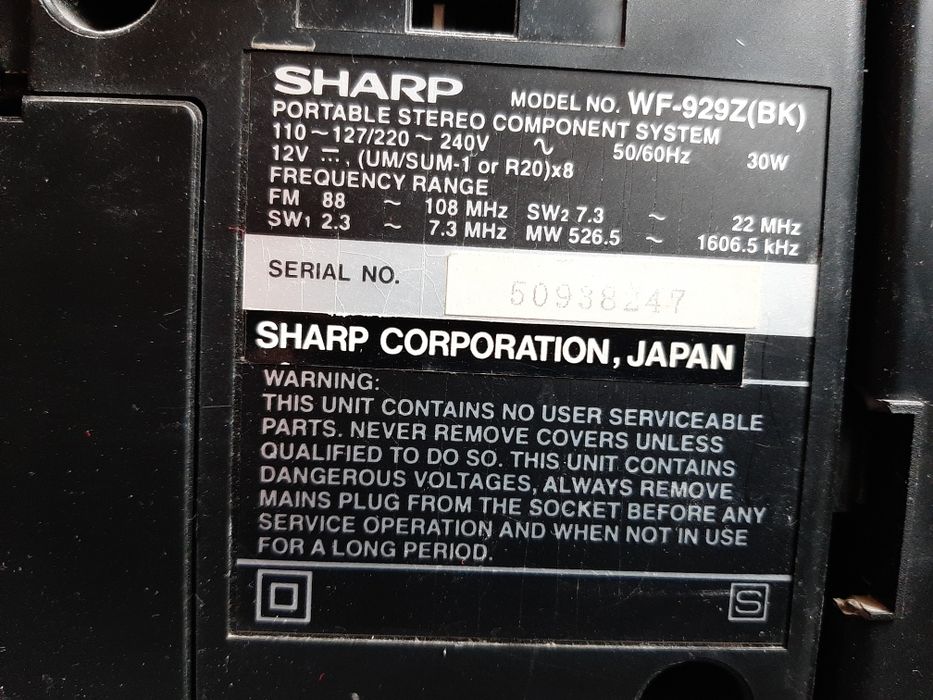 SHARP MODEL NO. WF-929Z(BK)
PORTABLE STEREO COMPONENT SYSTEM
110 ~ 127/220 ~ 240V ∿ 50/60Hz 30W
12V ⎓, (UM/SUM-1 or R20)x8
FREQUENCY RANGE
FM 88 ~ 108 MHz SW2 7.3 ~ 22 MHz
SW1 2.3 ~ 7.3 MHz MW 526.5 ~ 1606.5 kHz
SERIAL NO. 50938247
SHARP CORPORATION, JAPAN
WARNING:
THIS UNIT CONTAINS NO USER SERVICEABLE
PARTS. NEVER REMOVE COVERS UNLESS
QUALIFIED TO DO SO. THIS UNIT CONTAINS
DANGEROUS VOLTAGES, ALWAYS REMOVE
MAINS PLUG FROM THE SOCKET BEFORE ANY
SERVICE OPERATION AND WHEN NOT IN USE
FOR A LONG PERIOD.
S